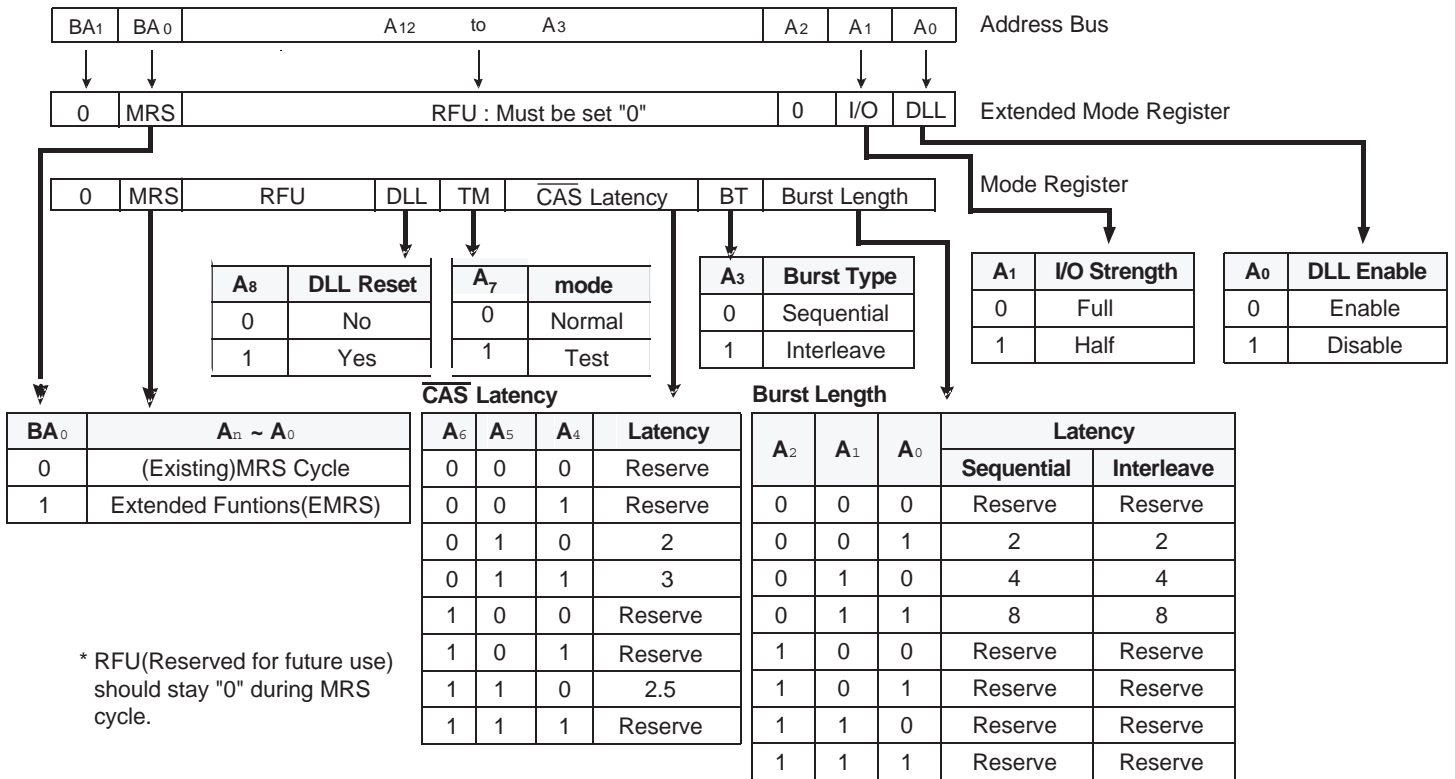 BA1 BA0 A12 to A3 A2 A1 A0 Address Bus
0 MRS RFU : Must be set "0" 0 I/O DLL Extended Mode Register
Mode Register
0 MRS RFU DLL TM CAS Latency BT Burst Length
A8 DLL Reset
0 No
1 Yes
A7 mode
0 Normal
1 Test
A3 Burst Type
0 Sequential
1 Interleave
A1 I/O Strength
0 Full
1 Half
A0 DLL Enable
0 Enable
1 Disable
BA0 An ~ A0
0 (Existing)MRS Cycle
1 Extended Funtions(EMRS)
CAS Latency
A6 A5 A4 Latency
0 0 0 Reserve
0 0 1 Reserve
0 1 0 2
0 1 1 3
1 0 0 Reserve
1 0 1 Reserve
1 1 0 2.5
1 1 1 Reserve
Burst Length
A2 A1 A0 Latency
Sequential Interleave
0 0 0 Reserve Reserve
0 0 1 2 2
0 1 0 4 4
0 1 1 8 8
1 0 0 Reserve Reserve
1 0 1 Reserve Reserve
1 1 0 Reserve Reserve
1 1 1 Reserve Reserve
* RFU(Reserved for future use)
should stay "0" during MRS
cycle.